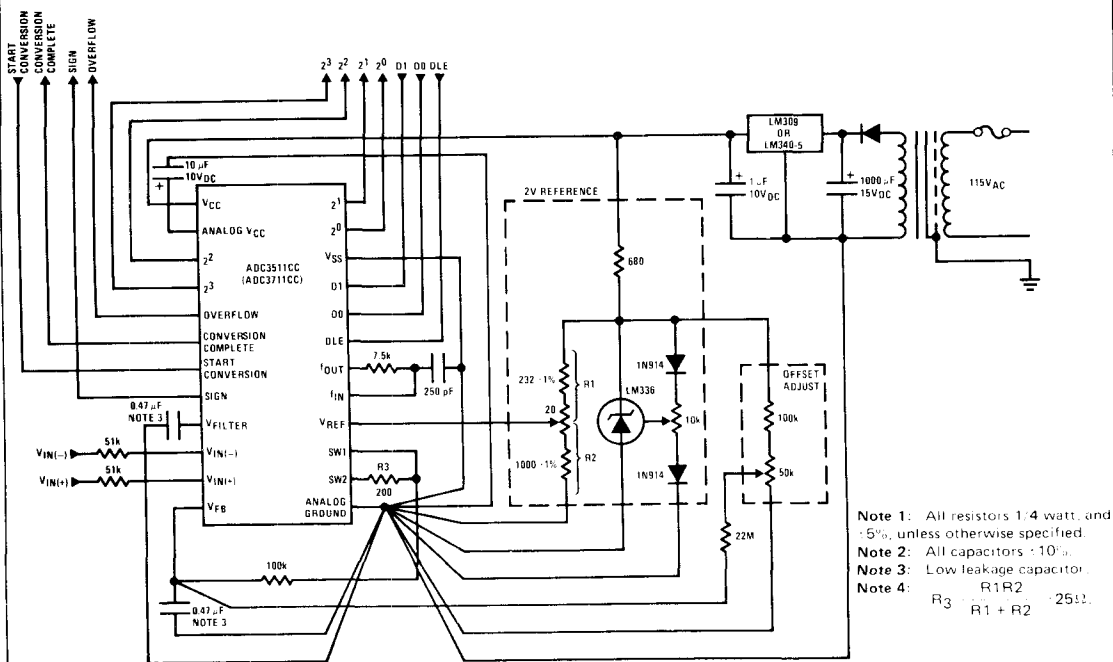 START
CONVERSION
CONVERSION
COMPLETE
SIGN
OVERFLOW
2³ 2² 2¹ 2⁰ D1 D0 DLE
10 μF
10VDC
VCC
ANALOG VCC
2²
2³
OVERFLOW
CONVERSION
COMPLETE
START
CONVERSION
SIGN
VFILTER
VIN(−)
VIN(+)
VFB
ADC3511CC
(ADC3711CC)
2¹
2⁰
VSS
D1
D0
DLE
fOUT
fIN
VREF
SW1
SW2
ANALOG
GROUND
0.47 μF
NOTE 3
VIN(−)
51k
VIN(+)
51k
7.5k
250 pF
R3
200
100k
0.47 μF
NOTE 3
2V REFERENCE
680
232 ·1%
R1
20
R2
1000 ·1%
LM336
1N914
10k
1N914
22M
OFFSET
ADJUST
100k
50k
LM309
OR
LM340-5
1 μF
10VDC
1000 μF
15VDC
115VAC
Note 1: All resistors 1/4 watt, and
5%, unless otherwise specified.
Note 2: All capacitors 10%.
Note 3: Low leakage capacitor.
Note 4: R3 R1R2
R1 + R2 25Ω.